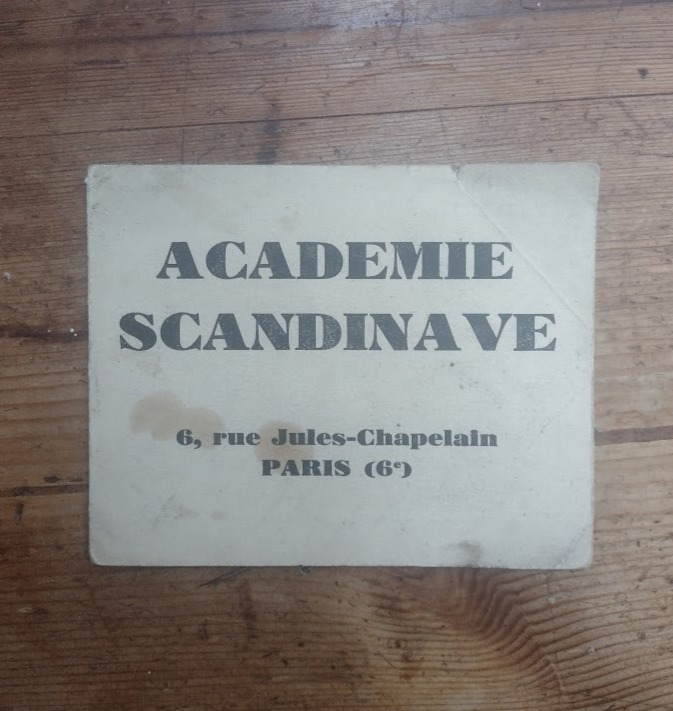 ACADEMIE
SCANDINAVE
6, rue Jules-Chapelain
PARIS (6ᵉ)